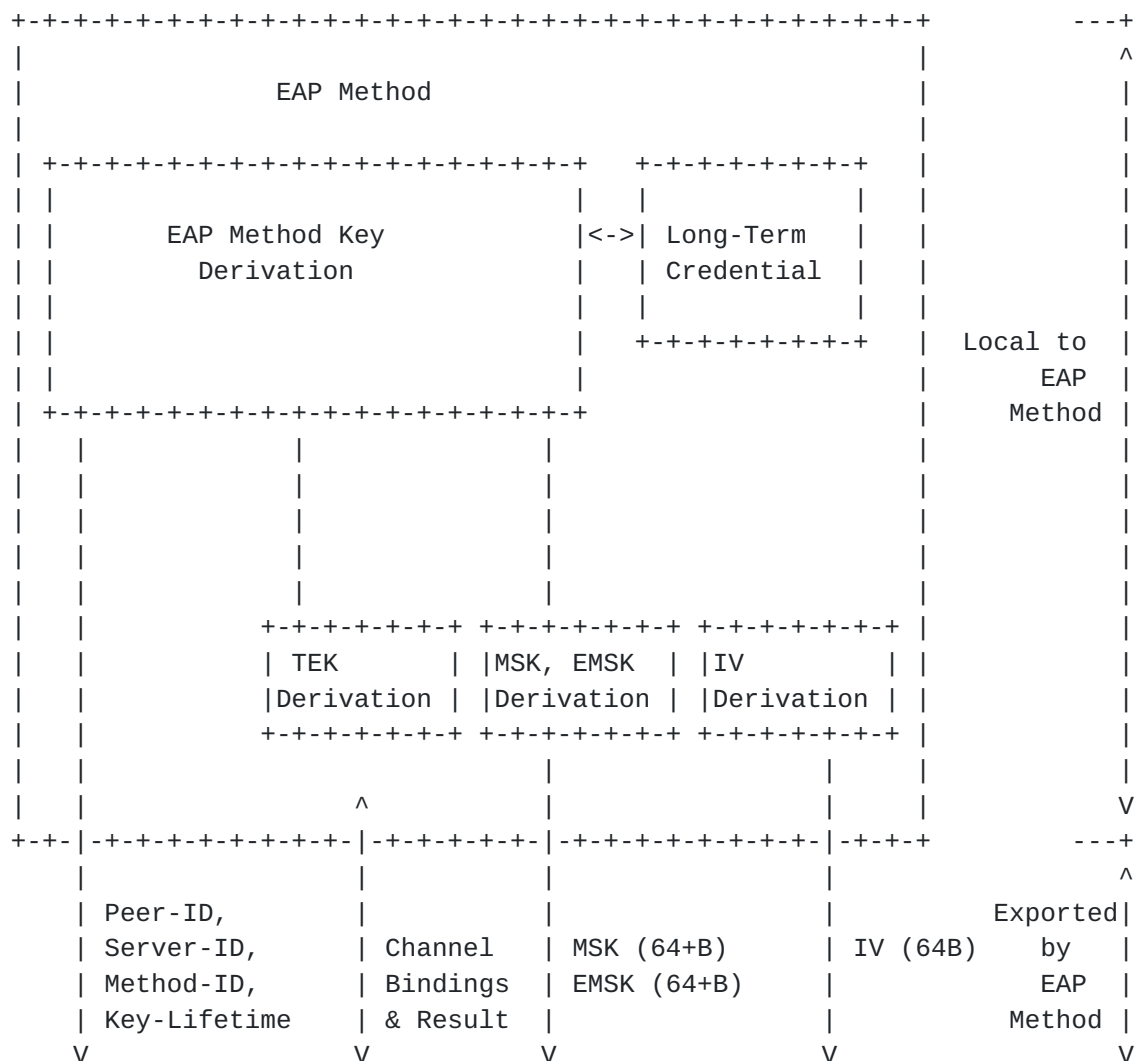 EAP Method
EAP Method Key <-> Long-Term
Derivation Credential
Local to
EAP
Method
TEK MSK, EMSK IV
Derivation Derivation Derivation
Peer-ID, Exported
Server-ID, Channel MSK (64+B) IV (64B) by
Method-ID, Bindings EMSK (64+B) EAP
Key-Lifetime & Result Method